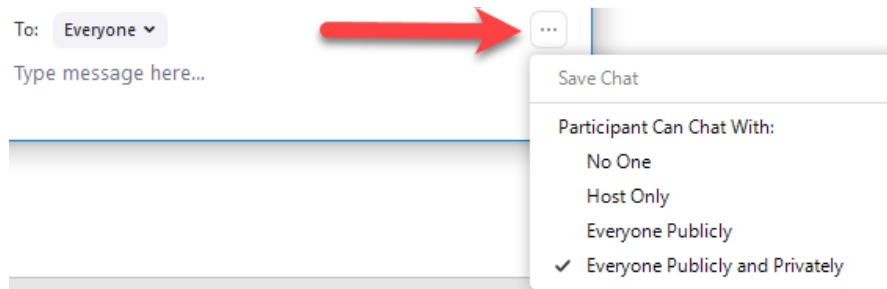 To: Everyone
Type message here...
Save Chat
Participant Can Chat With:
No One
Host Only
Everyone Publicly
Everyone Publicly and Privately